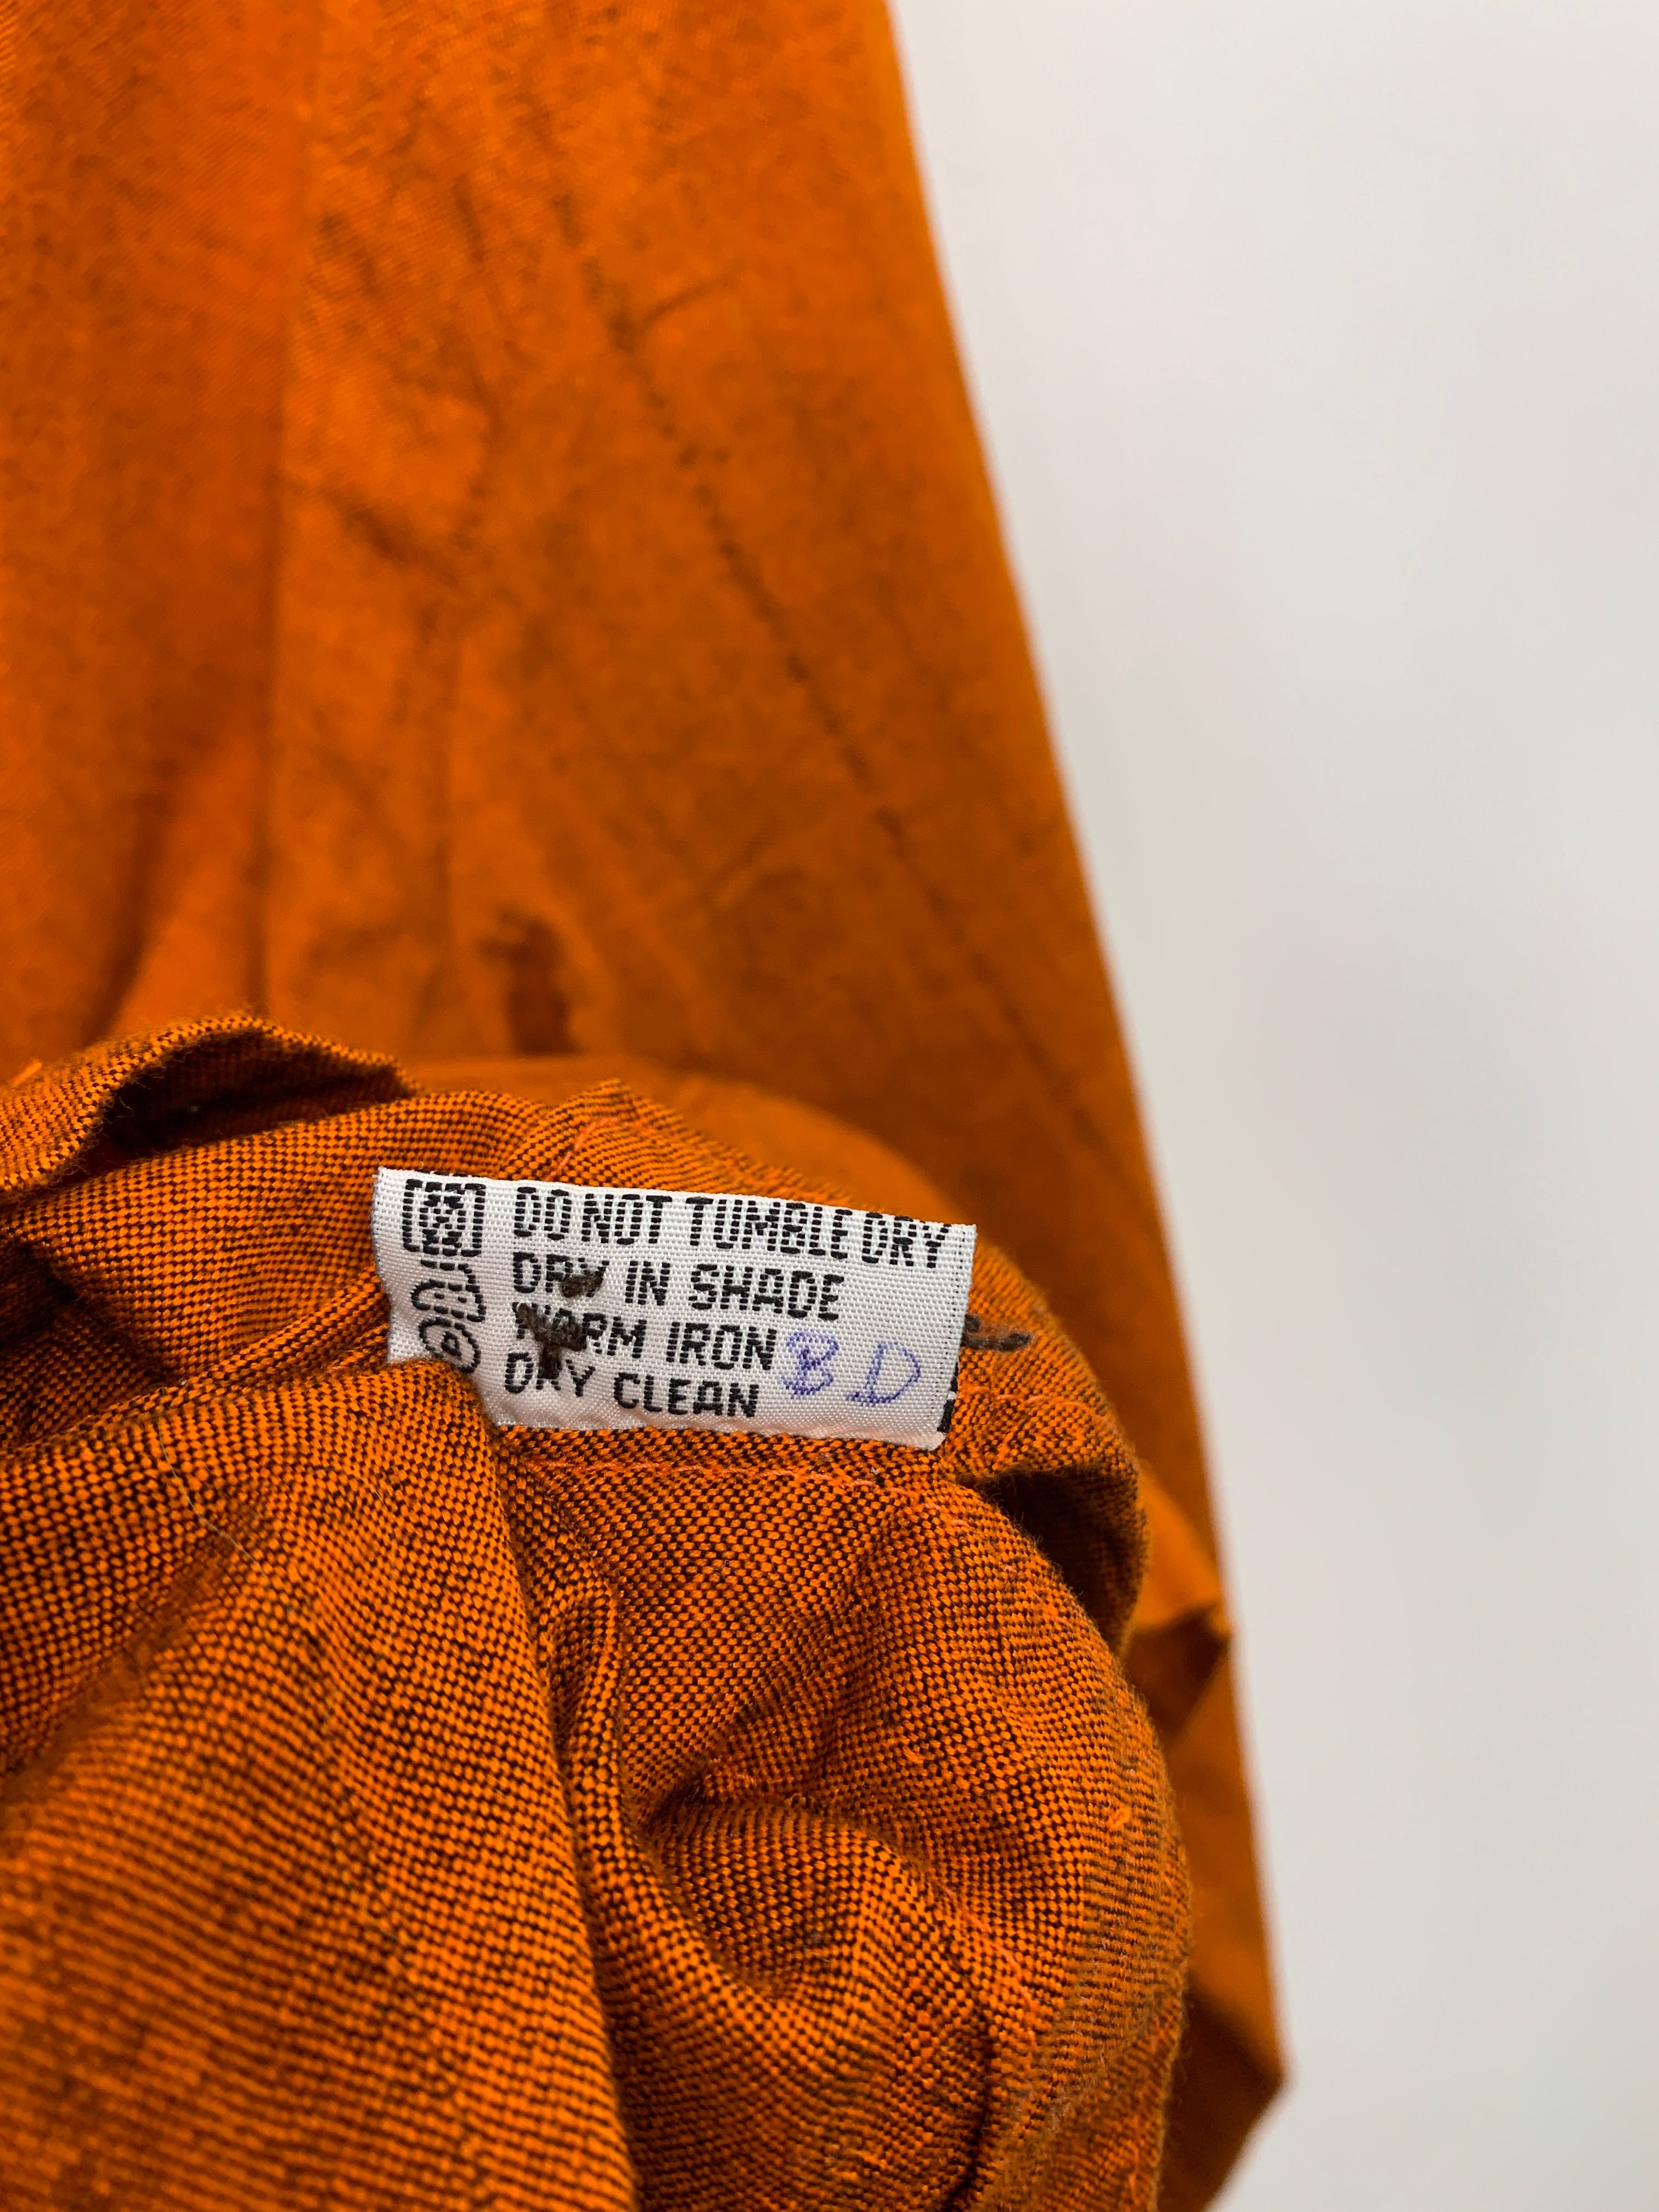 DO NOT TUMBLE DRY
DRY IN SHADE
WARM IRON BD
DRY CLEAN